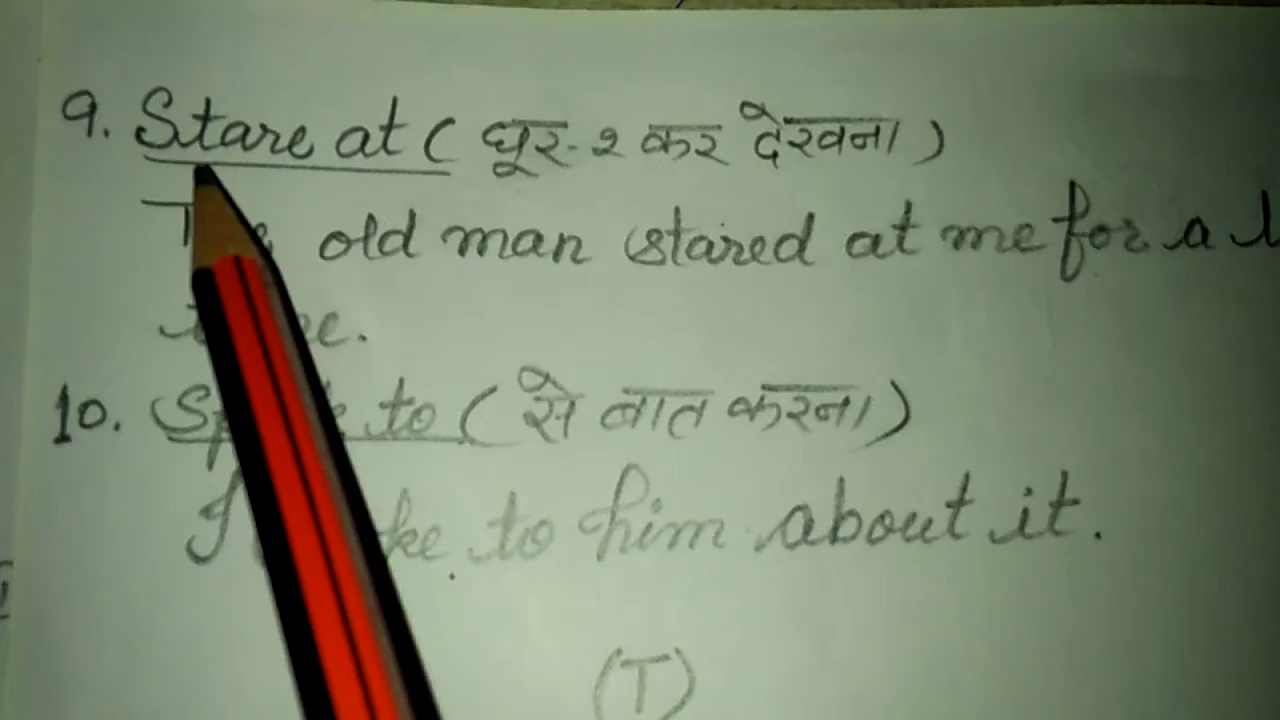 9. Stare at ( घूर-२ कर देखना )
old man stared at me for a
10. to ( से बात करना )
I to him about it.
(T)